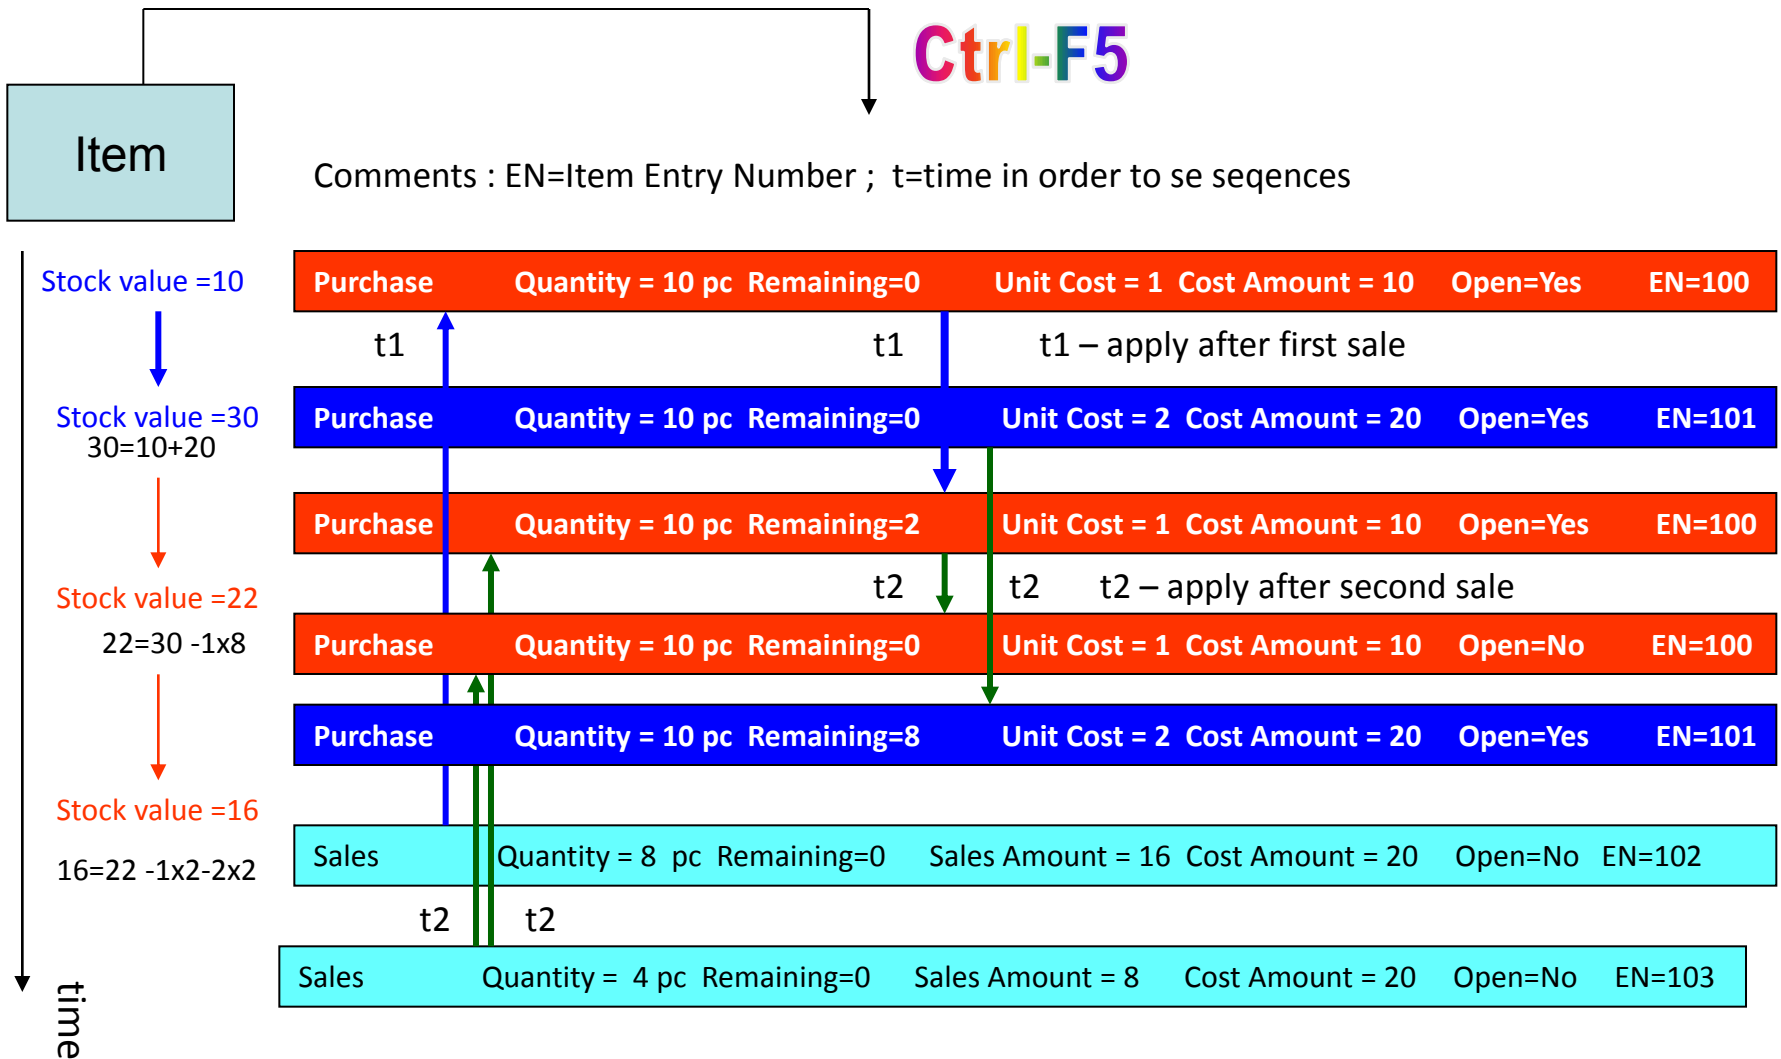 Ctrl-F5
Item
Comments : EN=Item Entry Number ; t=time in order to se seqences
Stock value =10
Purchase Quantity = 10 pc Remaining=0 Unit Cost = 1 Cost Amount = 10 Open=Yes EN=100
t1 t1 t1 – apply after first sale
Stock value =30
Purchase Quantity = 10 pc Remaining=0 Unit Cost = 2 Cost Amount = 20 Open=Yes EN=101
30=10+20
Purchase Quantity = 10 pc Remaining=2 Unit Cost = 1 Cost Amount = 10 Open=Yes EN=100
t2 t2 t2 – apply after second sale
Stock value =22
22=30 -1x8
Purchase Quantity = 10 pc Remaining=0 Unit Cost = 1 Cost Amount = 10 Open=No EN=100
Purchase Quantity = 10 pc Remaining=8 Unit Cost = 2 Cost Amount = 20 Open=Yes EN=101
Stock value =16
16=22 -1x2-2x2
Sales Quantity = 8 pc Remaining=0 Sales Amount = 16 Cost Amount = 20 Open=No EN=102
t2 t2
Sales Quantity = 4 pc Remaining=0 Sales Amount = 8 Cost Amount = 20 Open=No EN=103
time